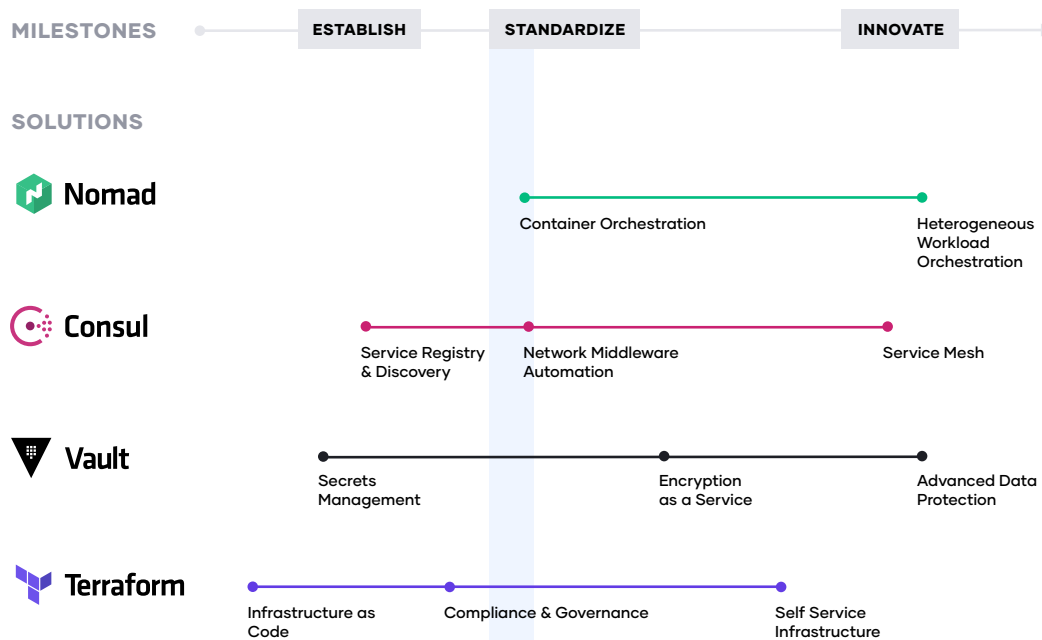 MILESTONES
ESTABLISH
STANDARDIZE
INNOVATE
SOLUTIONS
Nomad
Container Orchestration
Heterogeneous
Workload
Orchestration
Consul
Service Registry
& Discovery
Network Middleware
Automation
Service Mesh
Vault
Secrets
Management
Encryption
as a Service
Advanced Data
Protection
Terraform
Infrastructure as
Code
Compliance & Governance
Self Service
Infrastructure